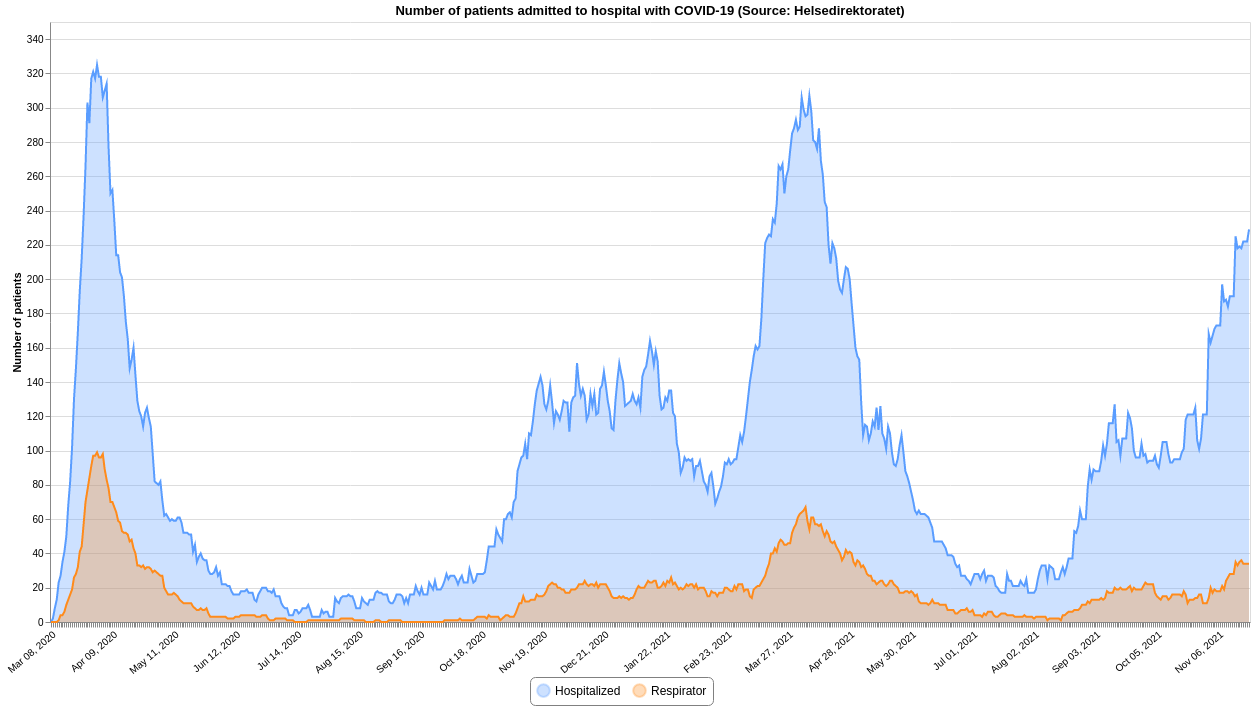 Number of patients admitted to hospital with COVID-19 (Source: Helsedirektoratet)
Number of patients
340
320
300
280
260
240
220
200
180
160
140
120
100
80
60
40
20
0
Mar 08, 2020
Apr 09, 2020
May 11, 2020
Jun 12, 2020
Jul 14, 2020
Aug 15, 2020
Sep 16, 2020
Oct 18, 2020
Nov 19, 2020
Dec 21, 2020
Jan 22, 2021
Feb 23, 2021
Mar 27, 2021
Apr 28, 2021
May 30, 2021
Jul 01, 2021
Aug 02, 2021
Sep 03, 2021
Oct 05, 2021
Nov 06, 2021
Hospitalized
Respirator